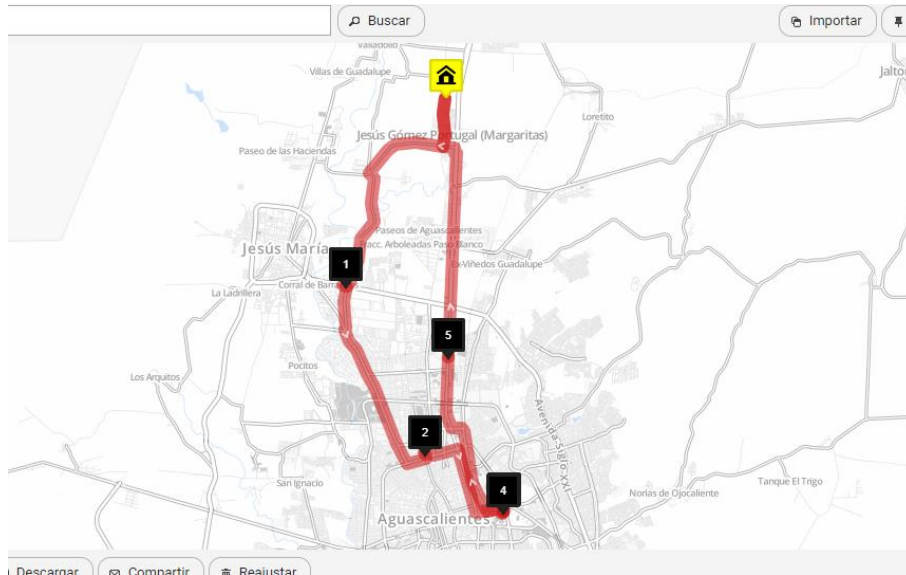 Buscar
Importar
Valladolid
Villas de Guadalupe
Jalto
Loretito
Jesús Gómez Portugal (Margaritas)
Paseo de las Haciendas
Paseos de Aguascalientes
Jesús María
Fracc. Arboleadas Paso Blanco
Ex-Viñedos Guadalupe
1
Corral de Barra
La Ladrillera
5
Pocitos
Los Arquitos
Avenida Siglo XXI
2
San Ignacio
4
Norias de Ojocaliente
Tanque El Trigo
Aguascalientes
Descargar
Compartir
Reajustar